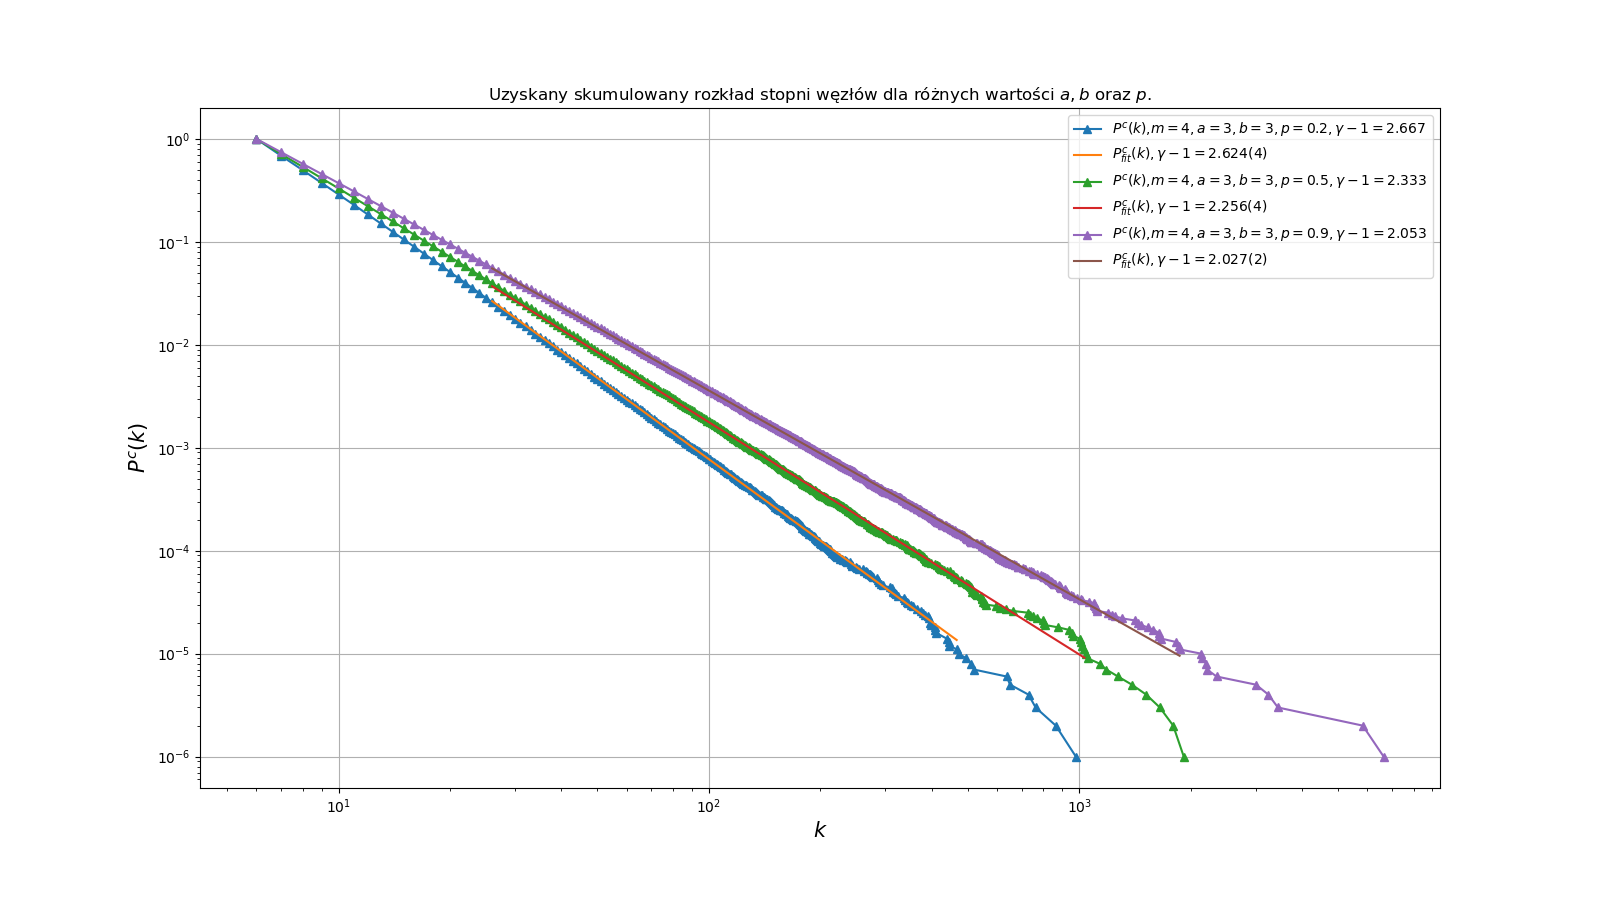 Uzyskany skumulowany rozkład stopni węzłów dla różnych wartości a, b oraz p.
P^c(k), m = 4, a = 3, b = 3, p = 0.2, γ − 1 = 2.667
P^c_fit(k), γ − 1 = 2.624(4)
P^c(k), m = 4, a = 3, b = 3, p = 0.5, γ − 1 = 2.333
P^c_fit(k), γ − 1 = 2.256(4)
P^c(k), m = 4, a = 3, b = 3, p = 0.9, γ − 1 = 2.053
P^c_fit(k), γ − 1 = 2.027(2)
P^c(k)
10^0
10^−1
10^−2
10^−3
10^−4
10^−5
10^−6
10^1 10^2 10^3
k